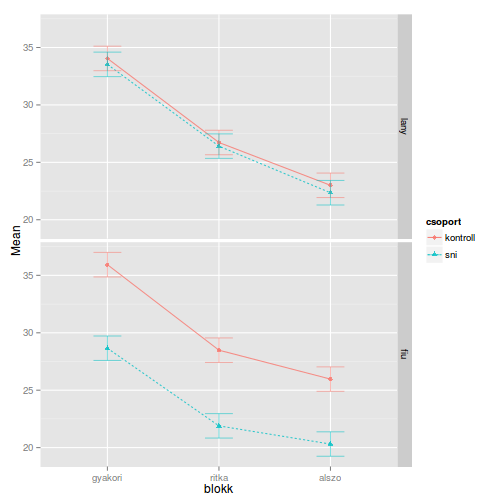 35
30
25
20
lany
35
30
25
20
fiu
Mean
gyakori
ritka
alszo
blokk
csoport
kontroll
sni